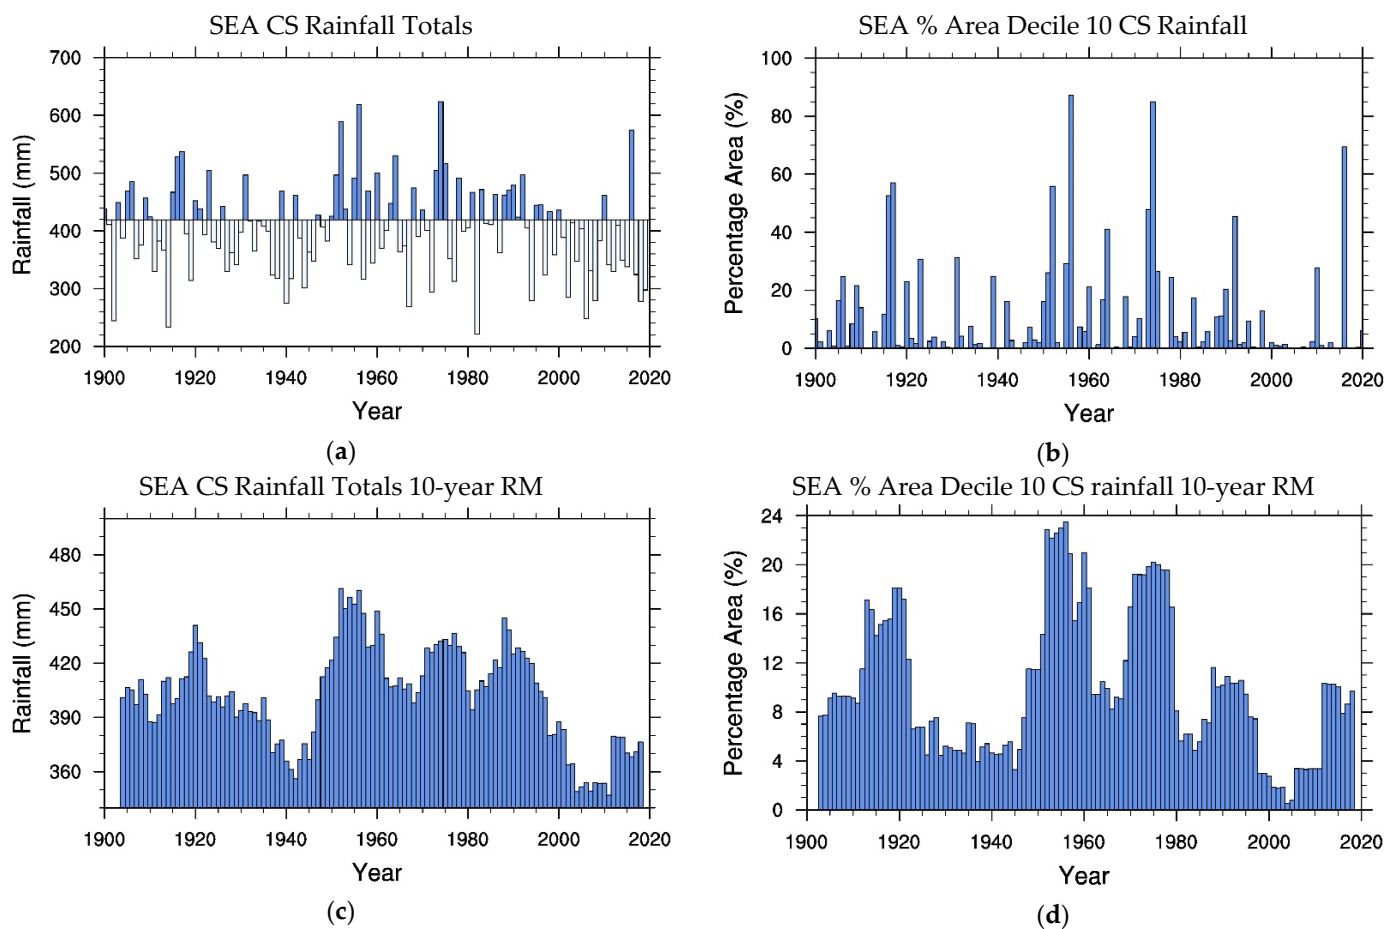 SEA CS Rainfall Totals
700
600
500
400
300
200
Rainfall (mm)
1900 1920 1940 1960 1980 2000 2020
Year
(a)
SEA % Area Decile 10 CS Rainfall
100
80
60
40
20
0
Percentage Area (%)
1900 1920 1940 1960 1980 2000 2020
Year
(b)
SEA CS Rainfall Totals 10-year RM
480
450
420
390
360
Rainfall (mm)
1900 1920 1940 1960 1980 2000 2020
Year
(c)
SEA % Area Decile 10 CS rainfall 10-year RM
24
20
16
12
8
4
0
Percentage Area (%)
1900 1920 1940 1960 1980 2000 2020
Year
(d)